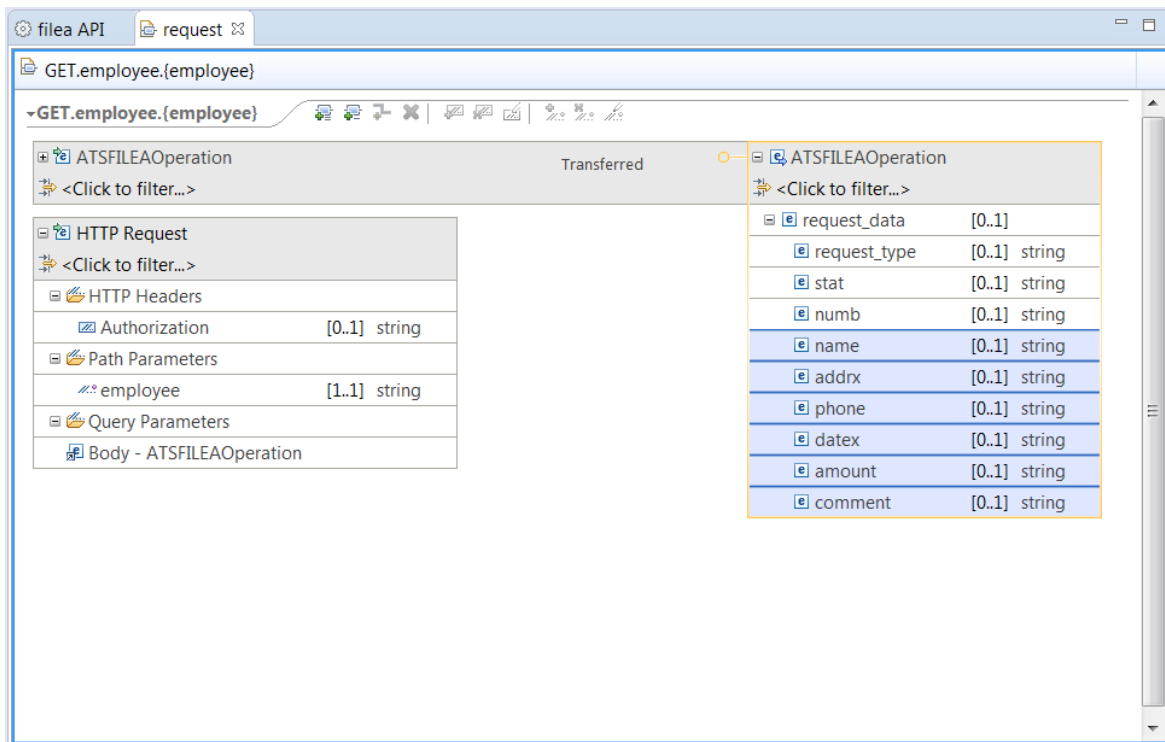 filea API
request
GET.employee.{employee}
GET.employee.{employee}
ATSFILEAOperation
<Click to filter...>
Transferred
ATSFILEAOperation
<Click to filter...>
HTTP Request
<Click to filter...>
HTTP Headers
Authorization [0..1] string
Path Parameters
employee [1..1] string
Query Parameters
Body - ATSFILEAOperation
request_data [0..1]
request_type [0..1] string
stat [0..1] string
numb [0..1] string
name [0..1] string
addrx [0..1] string
phone [0..1] string
datex [0..1] string
amount [0..1] string
comment [0..1] string